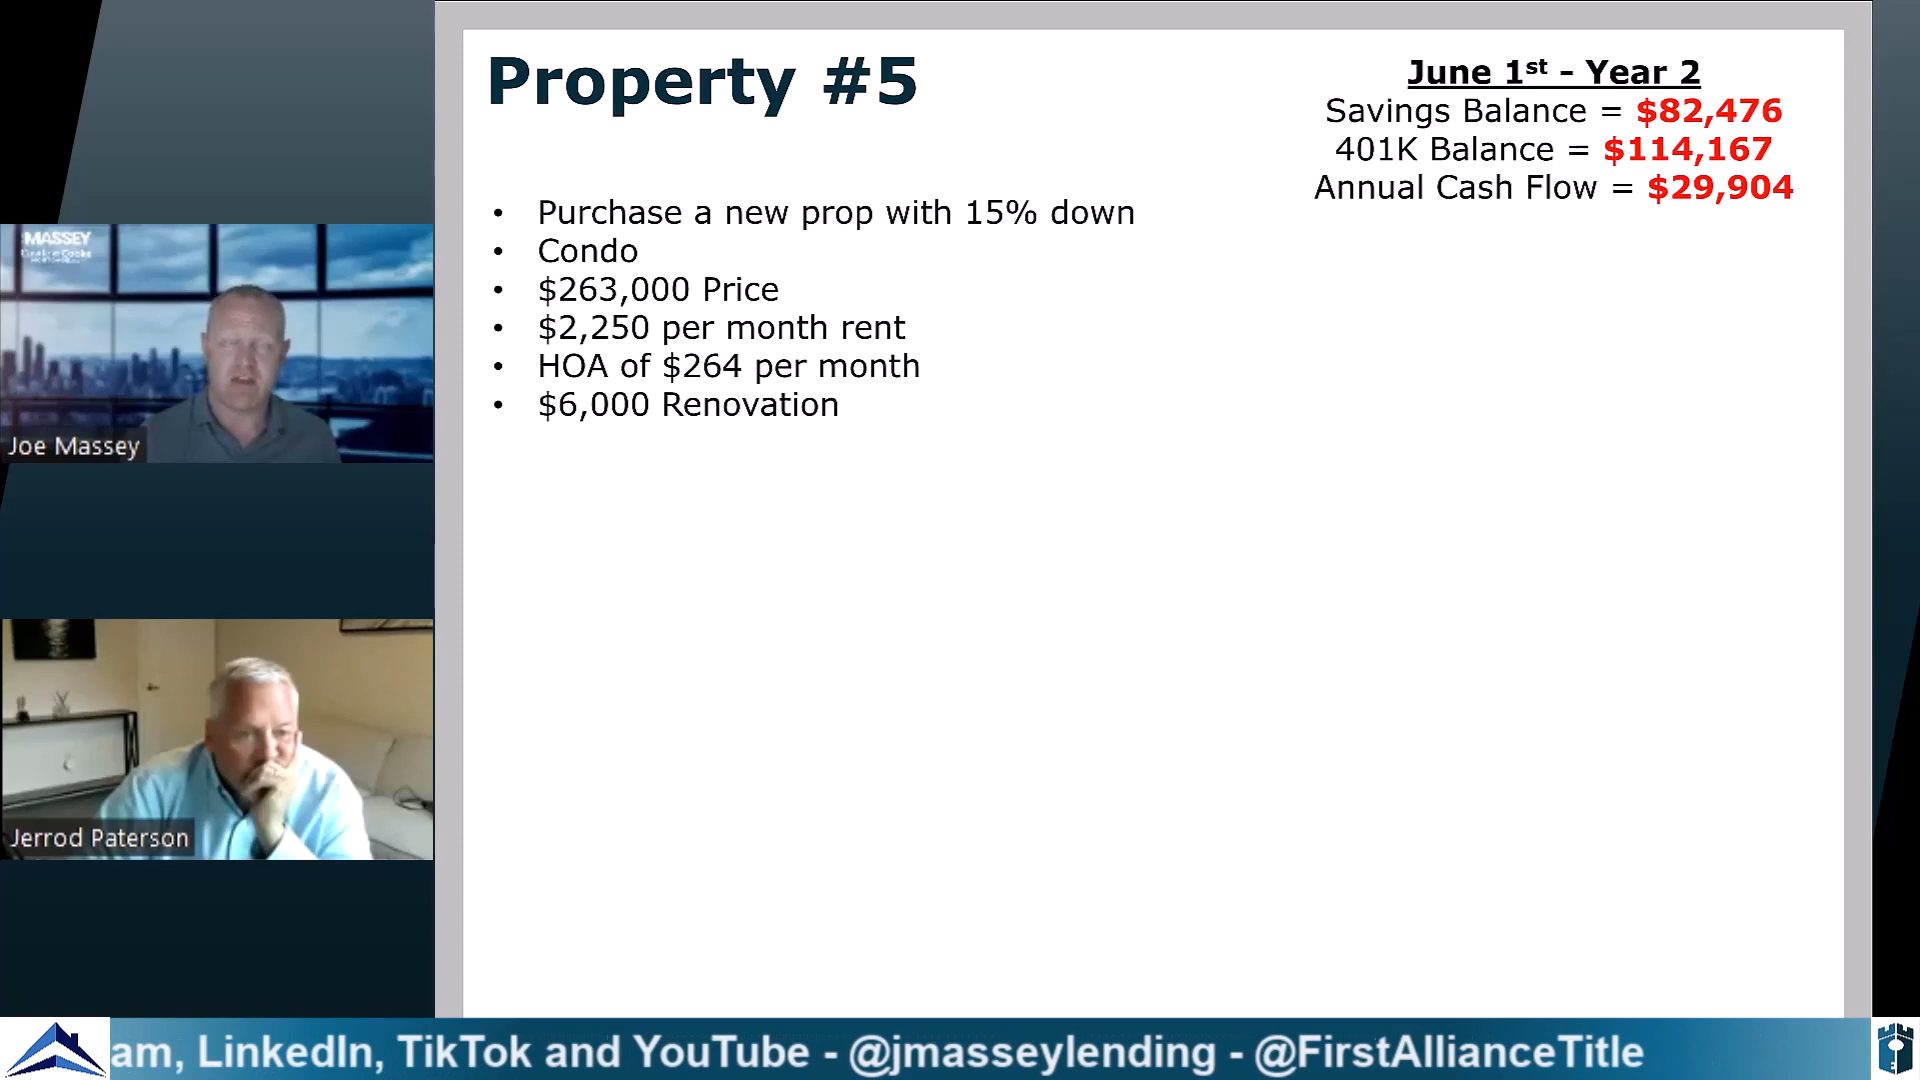 Property #5
June 1st - Year 2
Savings Balance = $82,476
401K Balance = $114,167
Annual Cash Flow = $29,904
• Purchase a new prop with 15% down
• Condo
• $263,000 Price
• $2,250 per month rent
• HOA of $264 per month
• $6,000 Renovation
MASSEY
Joe Massey
Jerrod Paterson
am, LinkedIn, TikTok and YouTube - @jmasseylending - @FirstAllianceTitle